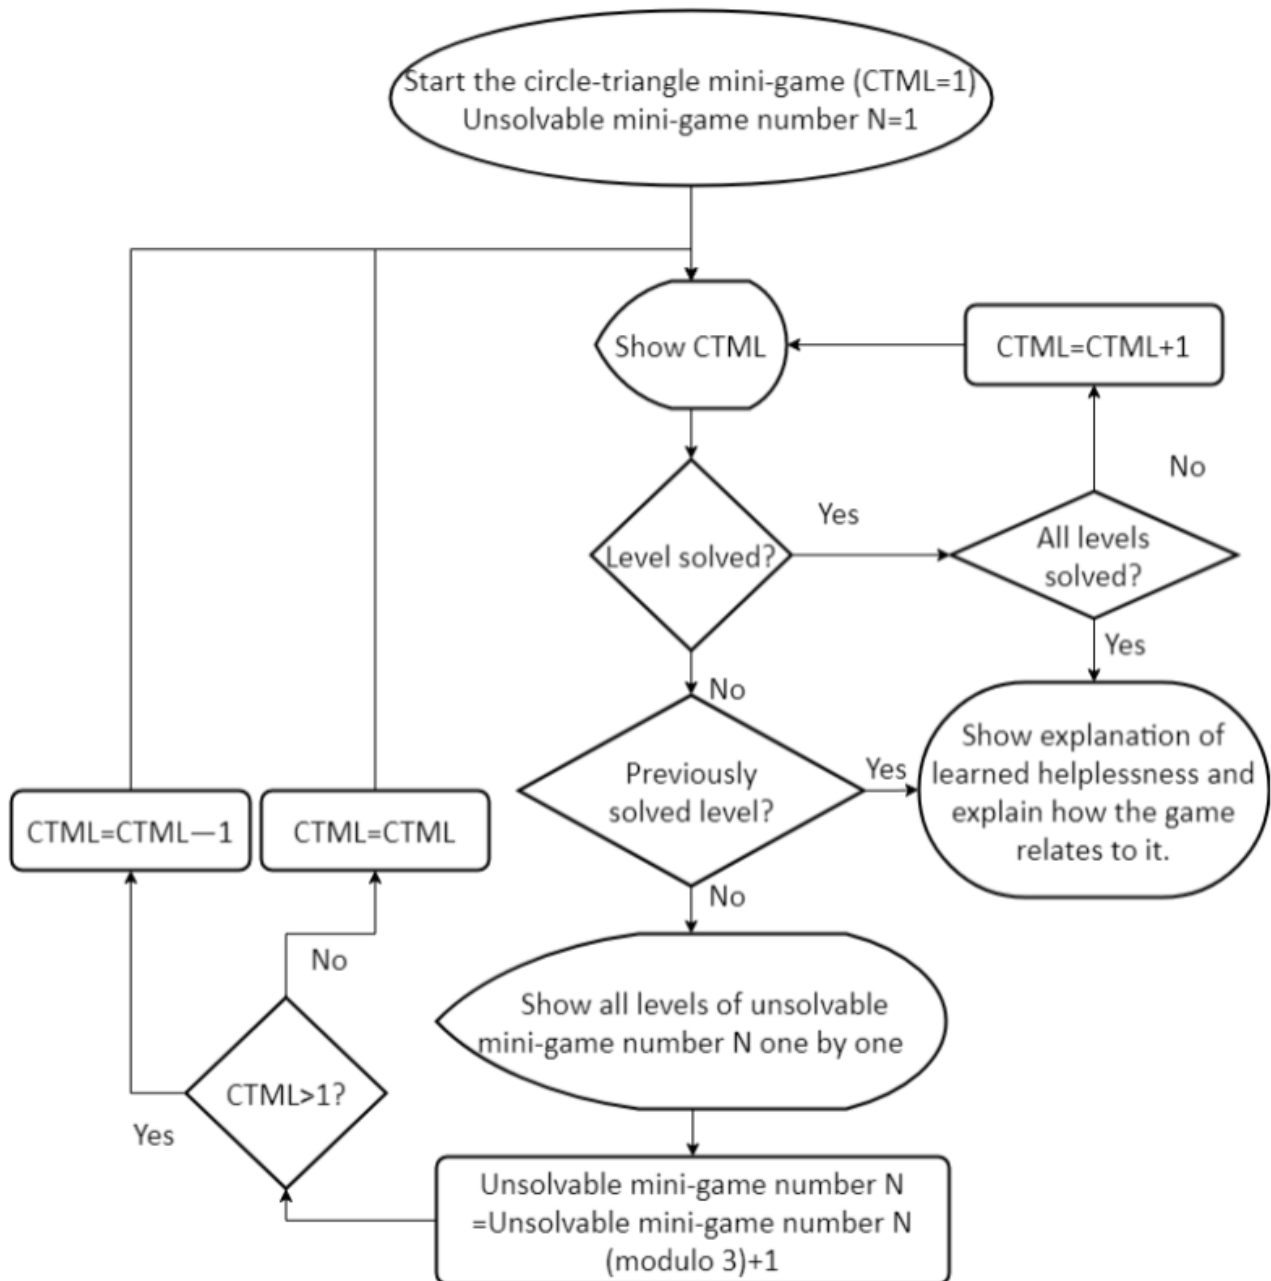 Start the circle-triangle mini-game (CTML=1)
Unsolvable mini-game number N=1
Show CTML
CTML=CTML+1
No
Yes
Level solved?
All levels
solved?
Yes
No
Previously
solved level?
Yes
Show explanation of
learned helplessness and
explain how the game
relates to it.
CTML=CTML—1
CTML=CTML
No
No
Show all levels of unsolvable
mini-game number N one by one
CTML>1?
Yes
Unsolvable mini-game number N
=Unsolvable mini-game number N
(modulo 3)+1